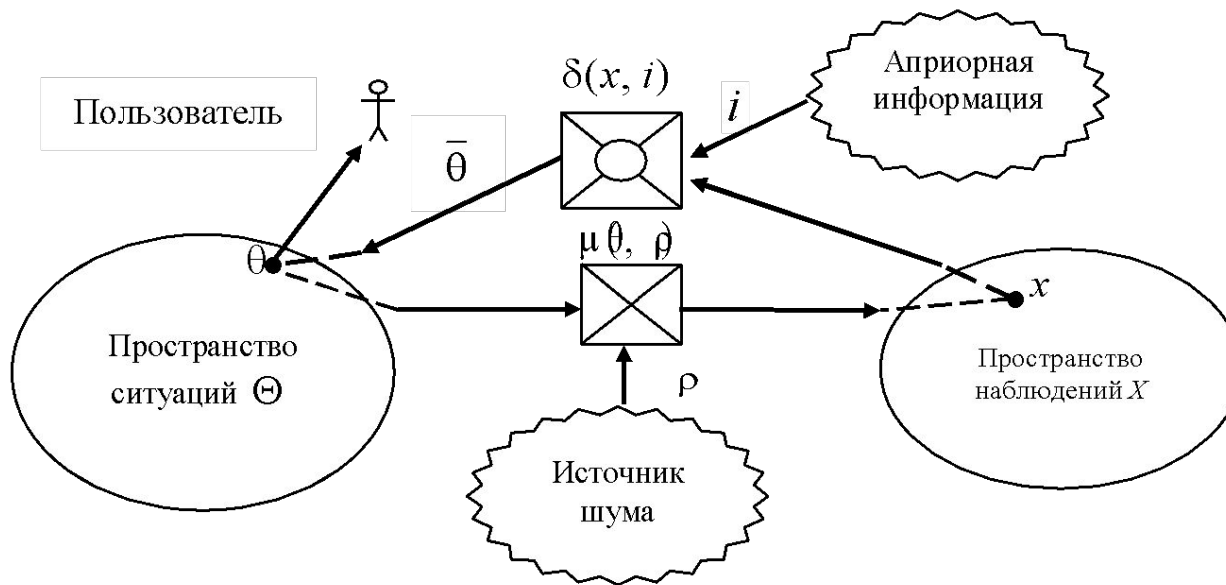 δ(x, i)
Априорная
информация
Пользователь
i
θ̄
μ(θ, ρ)
θ
x
Пространство
ситуаций Θ
Пространство
наблюдений X
ρ
Источник
шума